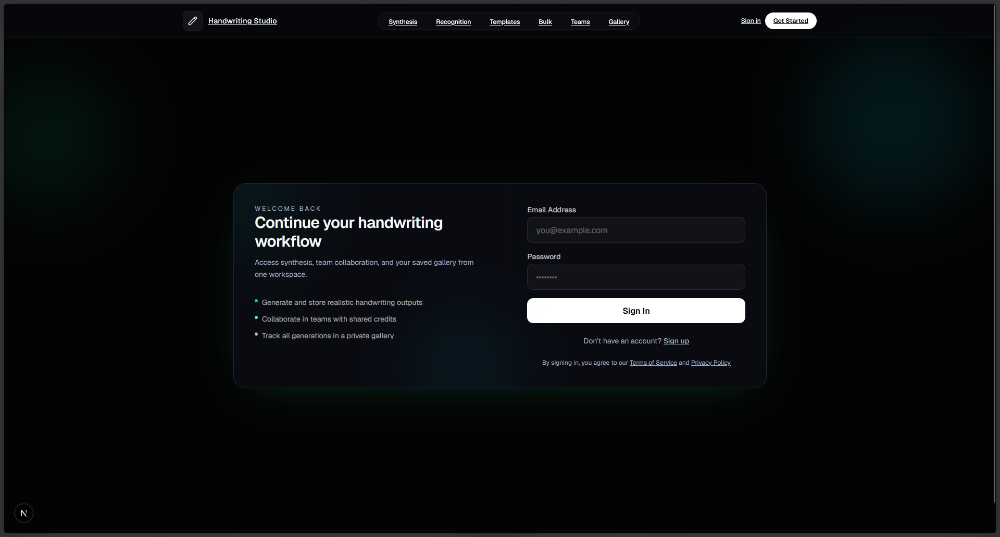 Handwriting Studio
Synthesis Recognition Templates Bulk Teams Gallery
Sign in Get Started
WELCOME BACK
Continue your handwriting
workflow
Access synthesis, team collaboration, and your saved gallery from
one workspace.
Generate and store realistic handwriting outputs
Collaborate in teams with shared credits
Track all generations in a private gallery
Email Address
you@example.com
Password
••••••••
Sign In
Don't have an account? Sign up
By signing in, you agree to our Terms of Service and Privacy Policy
N